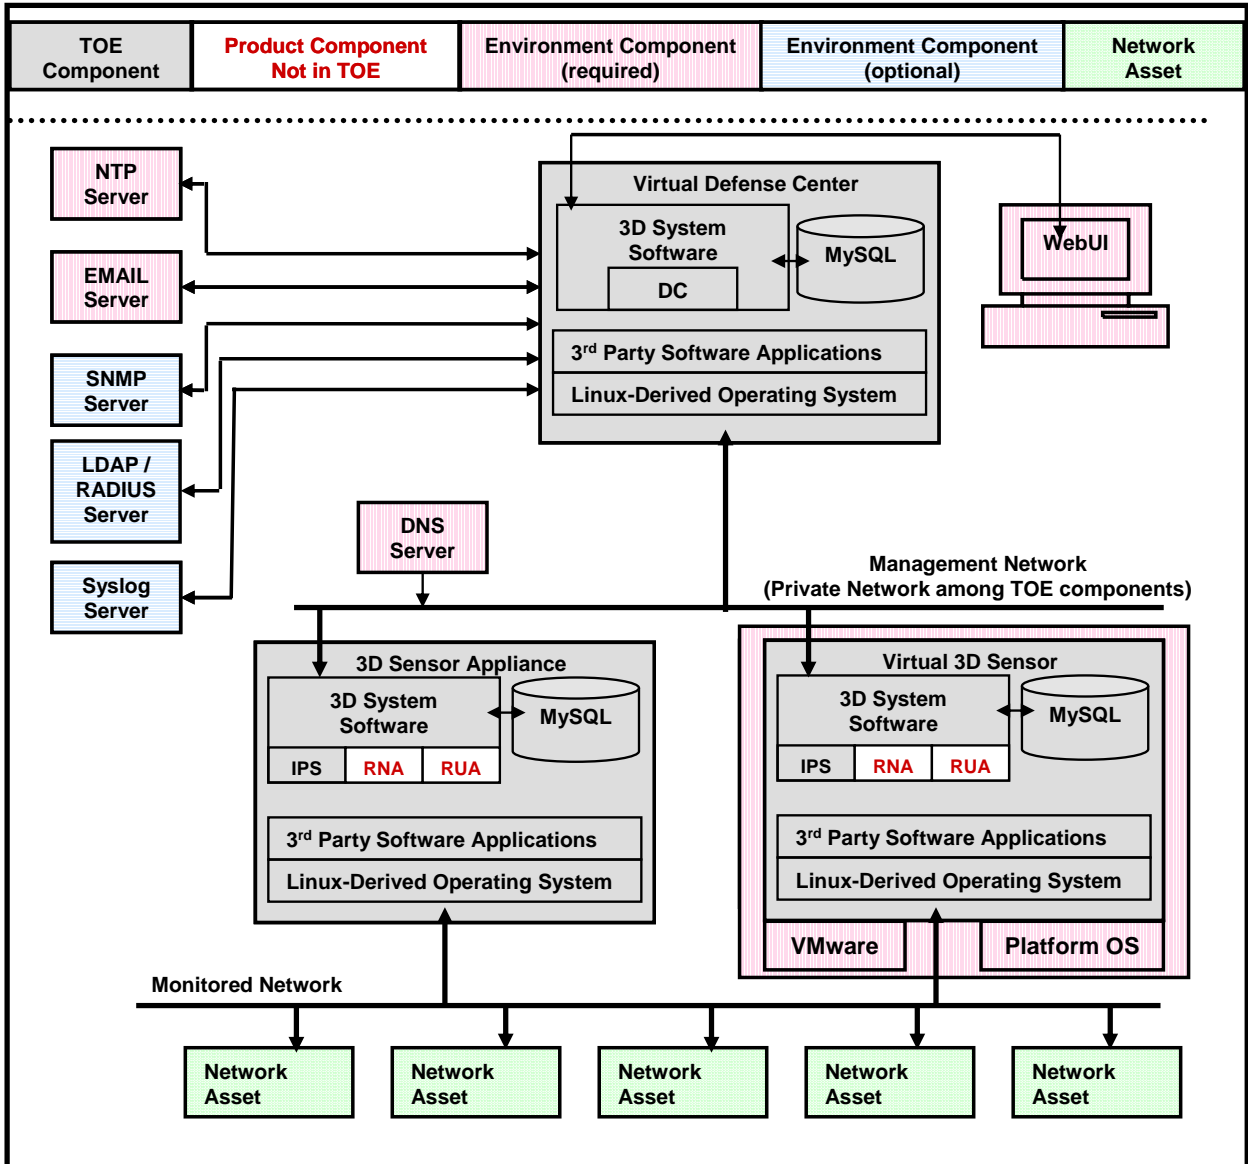 TOE
Component
Product Component
Not in TOE
Environment Component
(required)
Environment Component
(optional)
Network
Asset
NTP
Server
EMAIL
Server
SNMP
Server
LDAP /
RADIUS
Server
Syslog
Server
Virtual Defense Center
3D System
Software
DC
MySQL
3rd Party Software Applications
Linux-Derived Operating System
WebUI
DNS
Server
Management Network
(Private Network among TOE components)
3D Sensor Appliance
3D System
Software
MySQL
IPS
RNA
RUA
3rd Party Software Applications
Linux-Derived Operating System
Virtual 3D Sensor
3D System
Software
MySQL
IPS
RNA
RUA
3rd Party Software Applications
Linux-Derived Operating System
VMware
Platform OS
Monitored Network
Network
Asset
Network
Asset
Network
Asset
Network
Asset
Network
Asset